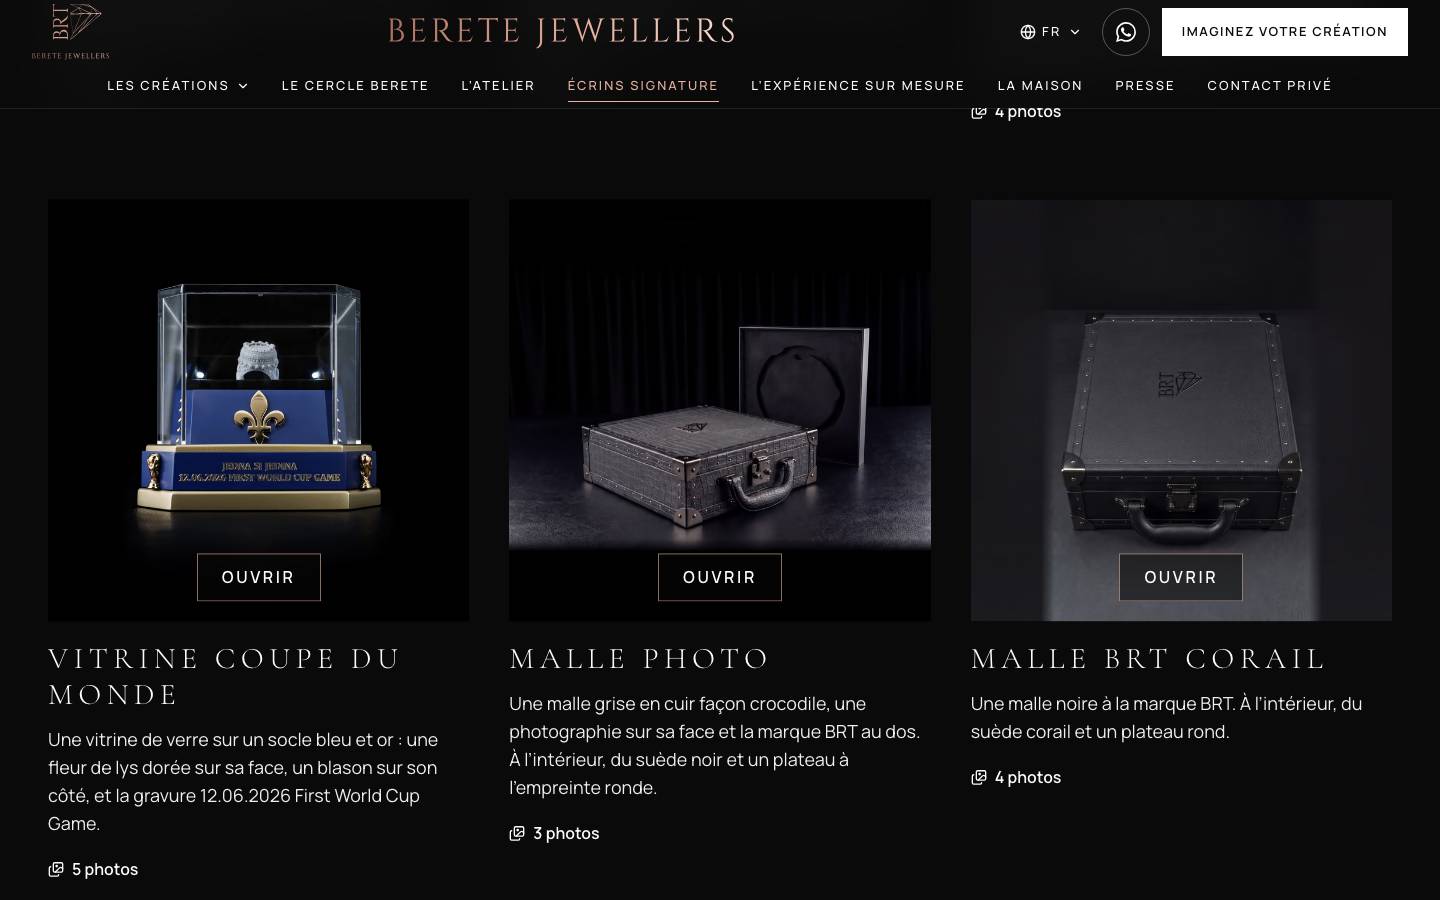 BRT
BERETE JEWELLERS
BERETE JEWELLERS
FR
IMAGINEZ VOTRE CRÉATION
LES CRÉATIONS
LE CERCLE BERETE
L'ATELIER
ÉCRINS SIGNATURE
L'EXPÉRIENCE SUR MESURE
LA MAISON
PRESSE
CONTACT PRIVÉ
4 photos
JEDNA SI JEDINA
12.06.2026 FIRST WORLD CUP GAME
OUVRIR
VITRINE COUPE DU
MONDE
Une vitrine de verre sur un socle bleu et or : une
fleur de lys dorée sur sa face, un blason sur son
côté, et la gravure 12.06.2026 First World Cup
Game.
5 photos
OUVRIR
MALLE PHOTO
Une malle grise en cuir façon crocodile, une
photographie sur sa face et la marque BRT au dos.
À l’intérieur, du suède noir et un plateau à
l’empreinte ronde.
3 photos
BRT
OUVRIR
MALLE BRT CORAIL
Une malle noire à la marque BRT. À l’intérieur, du
suède corail et un plateau rond.
4 photos